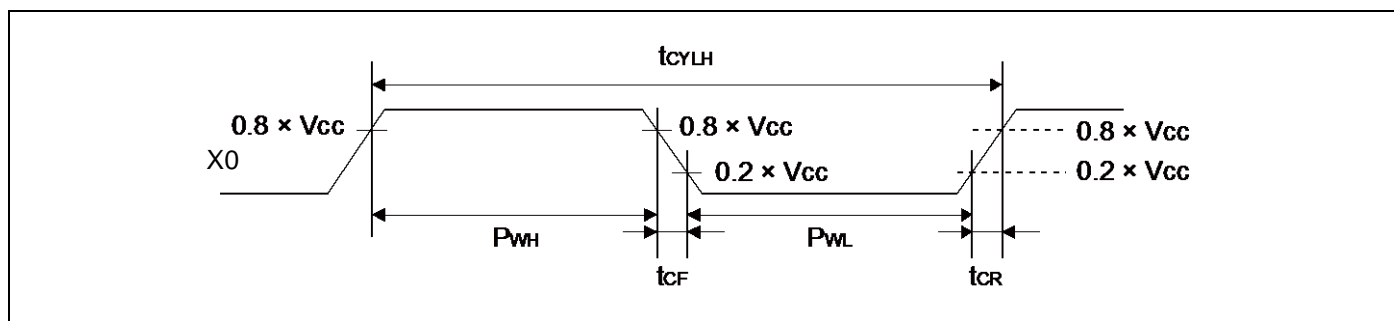 tCYLH
0.8 × VCC
0.8 × VCC
0.8 × VCC
X0
0.2 × VCC
0.2 × VCC
PWH
PWL
tCF
tCR